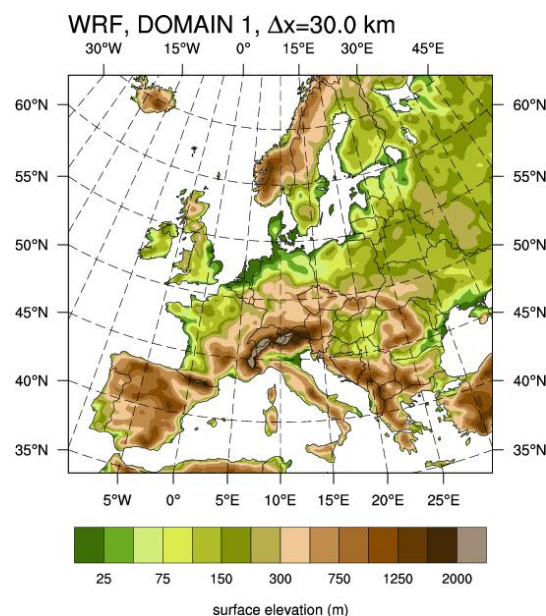 WRF, DOMAIN 1, Δx=30.0 km
30°W 15°W 0° 15°E 30°E 45°E
60°N 60°N
55°N 55°N
50°N 50°N
45°N 45°N
40°N 40°N
35°N 35°N
5°W 0° 5°E 10°E 15°E 20°E 25°E
25 75 150 300 750 1250 2000
surface elevation (m)